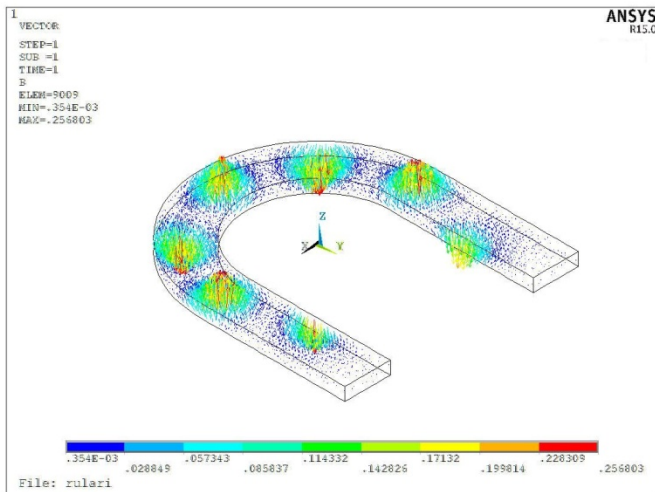 1
VECTOR
STEP=1
SUB =1
TIME=1
B
ELEM=9009
MIN=.354E-03
MAX=.256803
ANSYS
R15.0
Z
X
Y
.354E-03 .057343 .114332 .17132 .228309
.028849 .085837 .142826 .199814 .256803
File: rulari